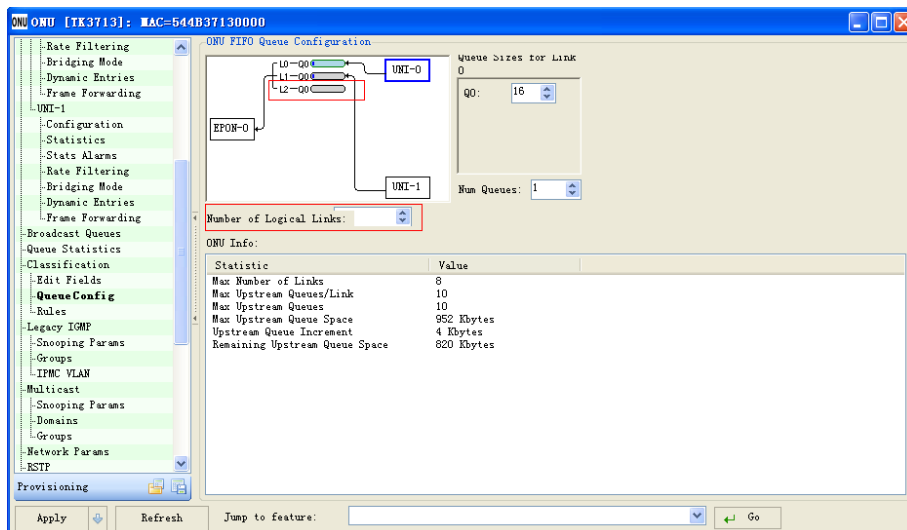 ONU ONU [TK3713]: MAC=544B37130000
Rate Filtering
Bridging Mode
Dynamic Entries
Frame Forwarding
UNI-1
Configuration
Statistics
Stats Alarms
Rate Filtering
Bridging Mode
Dynamic Entries
Frame Forwarding
Broadcast Queues
Queue Statistics
Classification
Edit Fields
QueueConfig
Rules
Legacy IGMP
Snooping Params
Groups
IPMC VLAN
Multicast
Snooping Params
Domains
Groups
Network Params
RSTP
Provisioning
ONU FIFO Queue Configuration
L0-Q0
L1-Q0
L2-Q0
UNI-0
EPON-0
UNI-1
Queue Sizes for Link
0
Q0: 16
Num Queues: 1
Number of Logical Links:
ONU Info:
Statistic Value
Max Number of Links 8
Max Upstream Queues/Link 10
Max Upstream Queues 10
Max Upstream Queue Space 952 Kbytes
Upstream Queue Increment 4 Kbytes
Remaining Upstream Queue Space 820 Kbytes
Apply Refresh Jump to feature: Go